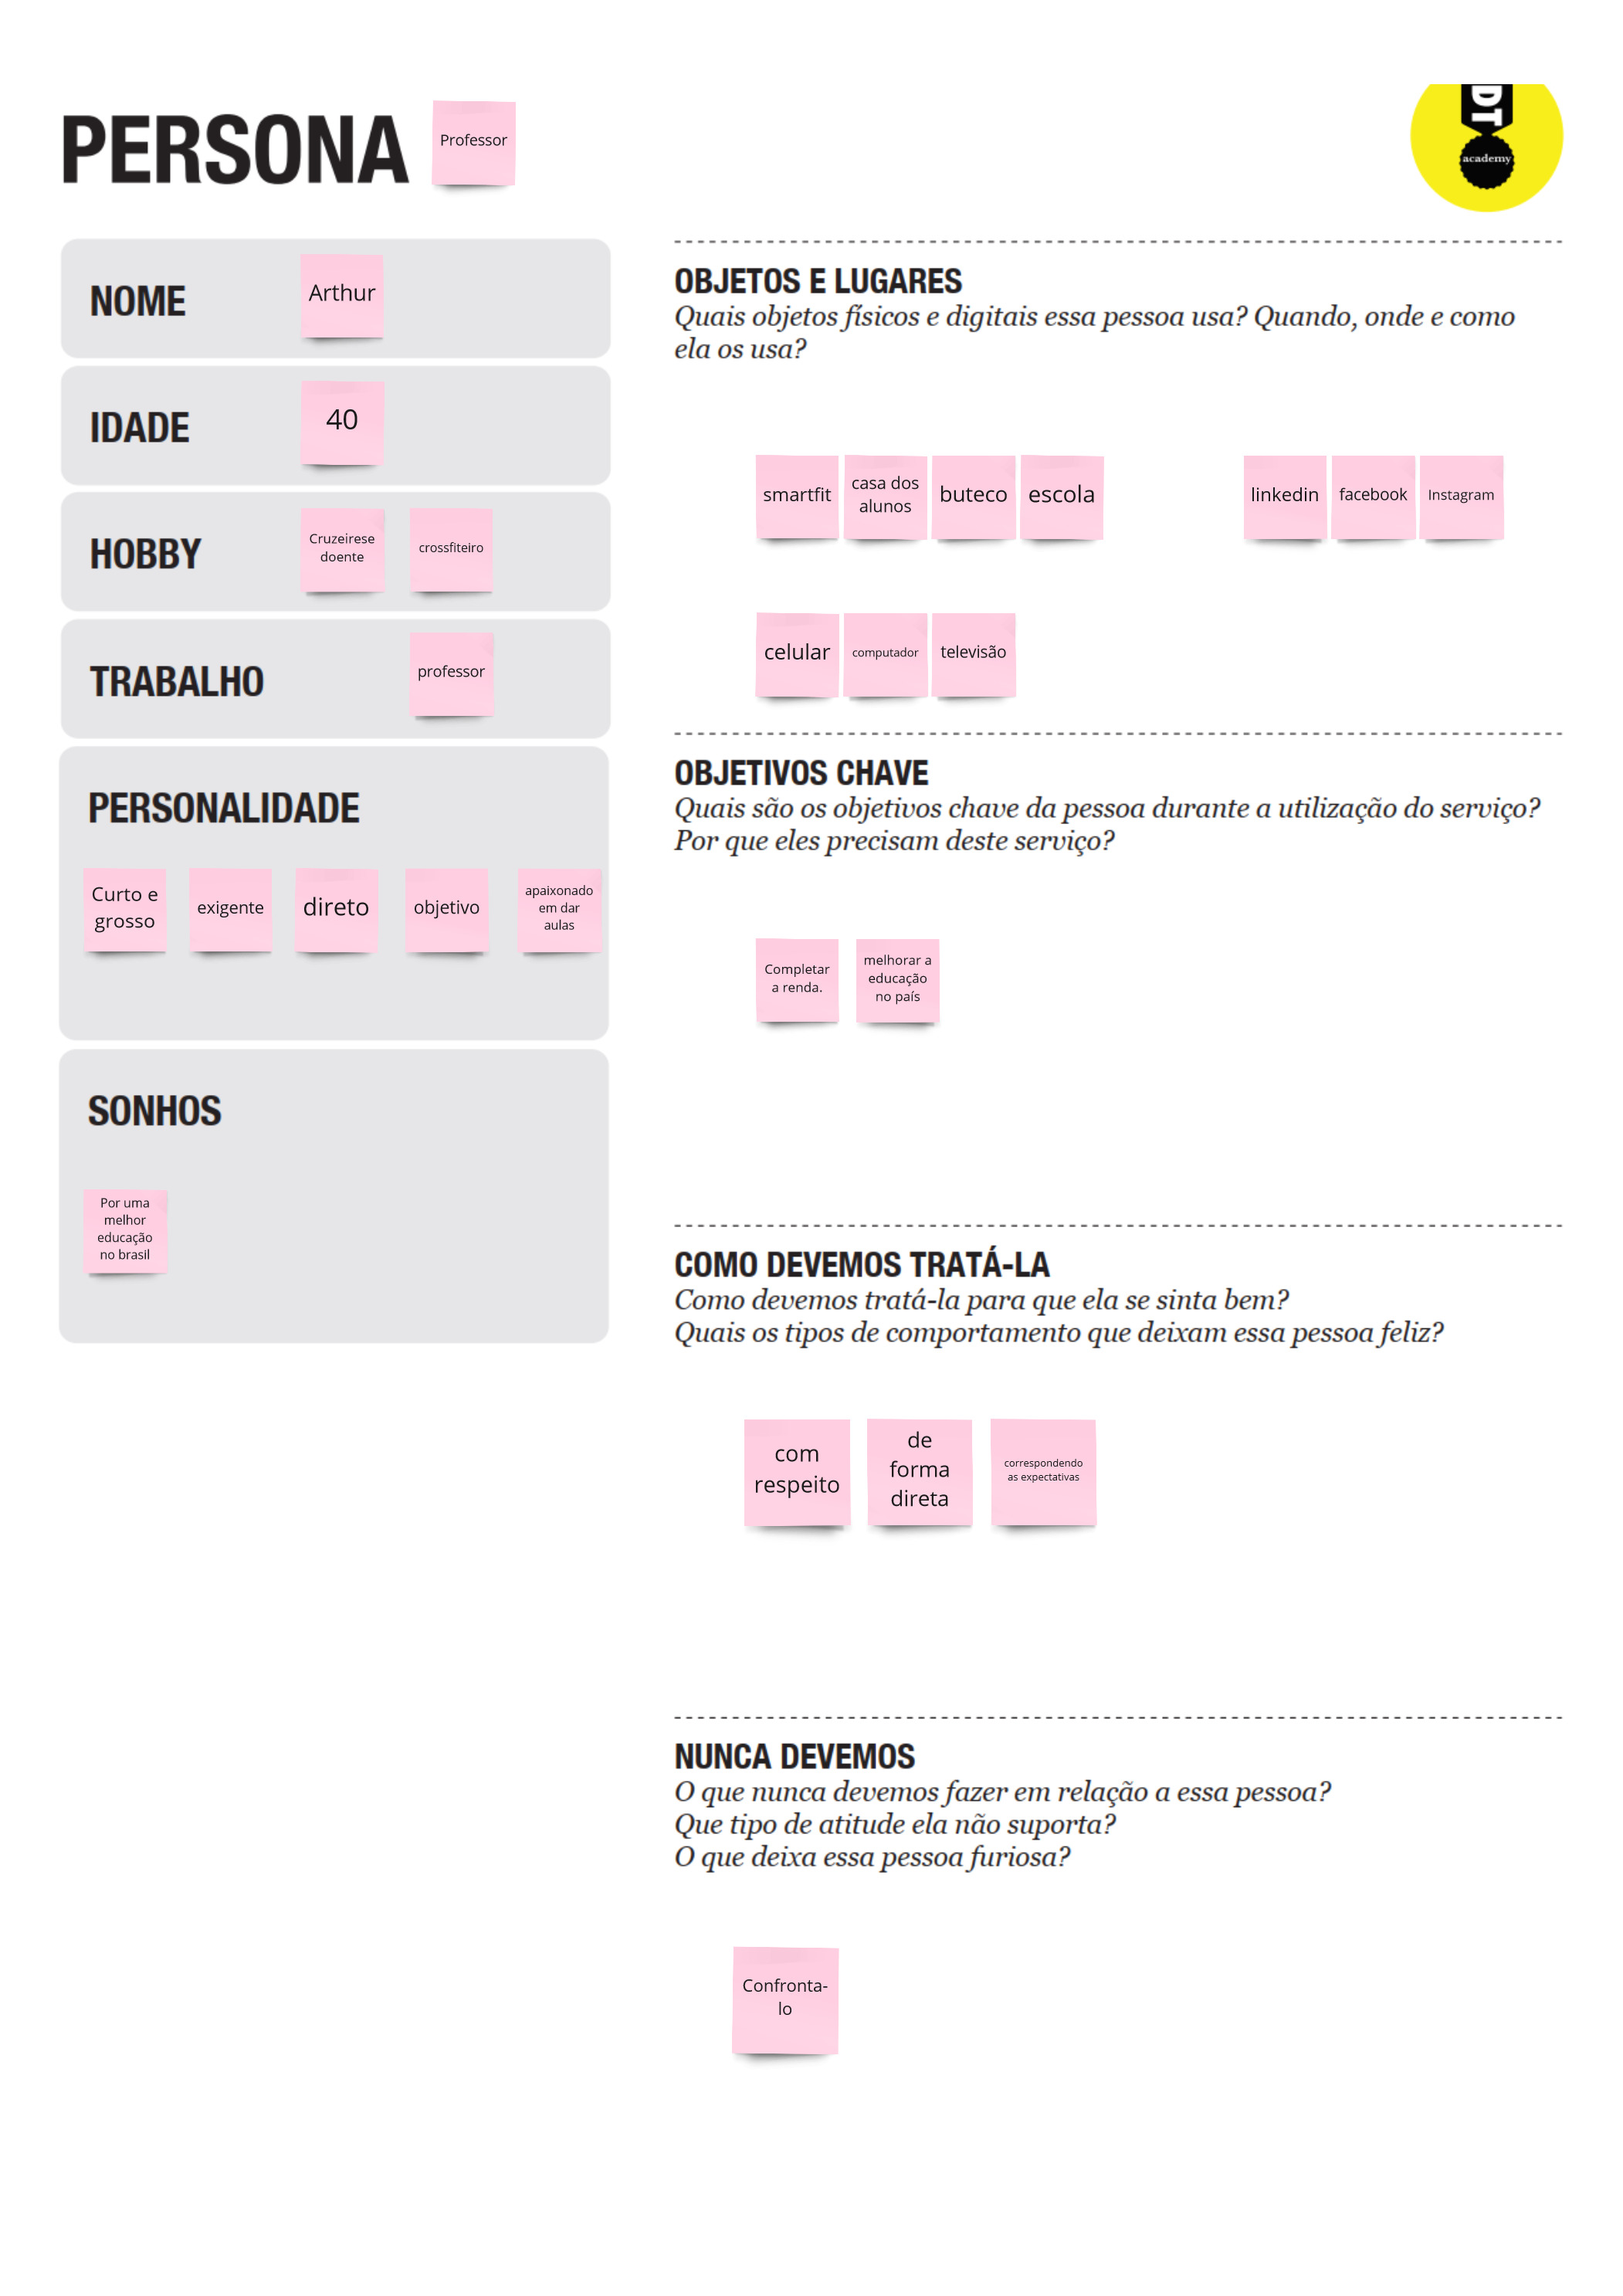 PERSONA
Professor
DT
academy
NOME
Arthur
IDADE
40
HOBBY
Cruzeirese
doente
crossfiteiro
TRABALHO
professor
PERSONALIDADE
Curto e
grosso
exigente
direto
objetivo
apaixonado
em dar
aulas
SONHOS
Por uma
melhor
educação
no brasil
OBJETOS E LUGARES
Quais objetos físicos e digitais essa pessoa usa? Quando, onde e como
ela os usa?
smartfit
casa dos
alunos
buteco
escola
linkedin
facebook
Instagram
celular
computador
televisão
OBJETIVOS CHAVE
Quais são os objetivos chave da pessoa durante a utilização do serviço?
Por que eles precisam deste serviço?
Completar
a renda.
melhorar a
educação
no país
COMO DEVEMOS TRATÁ-LA
Como devemos tratá-la para que ela se sinta bem?
Quais os tipos de comportamento que deixam essa pessoa feliz?
com
respeito
de
forma
direta
correspondendo
as expectativas
NUNCA DEVEMOS
O que nunca devemos fazer em relação a essa pessoa?
Que tipo de atitude ela não suporta?
O que deixa essa pessoa furiosa?
Confronta-
lo